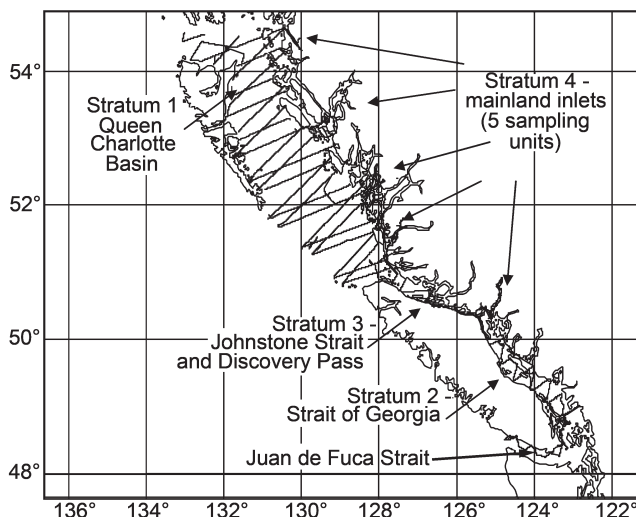 54°
52°
50°
48°
Stratum 1
Queen
Charlotte
Basin
Stratum 4 -
mainland inlets
(5 sampling
units)
Stratum 3 -
Johnstone Strait
and Discovery Pass
Stratum 2 -
Strait of Georgia
Juan de Fuca Strait
136° 134° 132° 130° 128° 126° 124° 122°